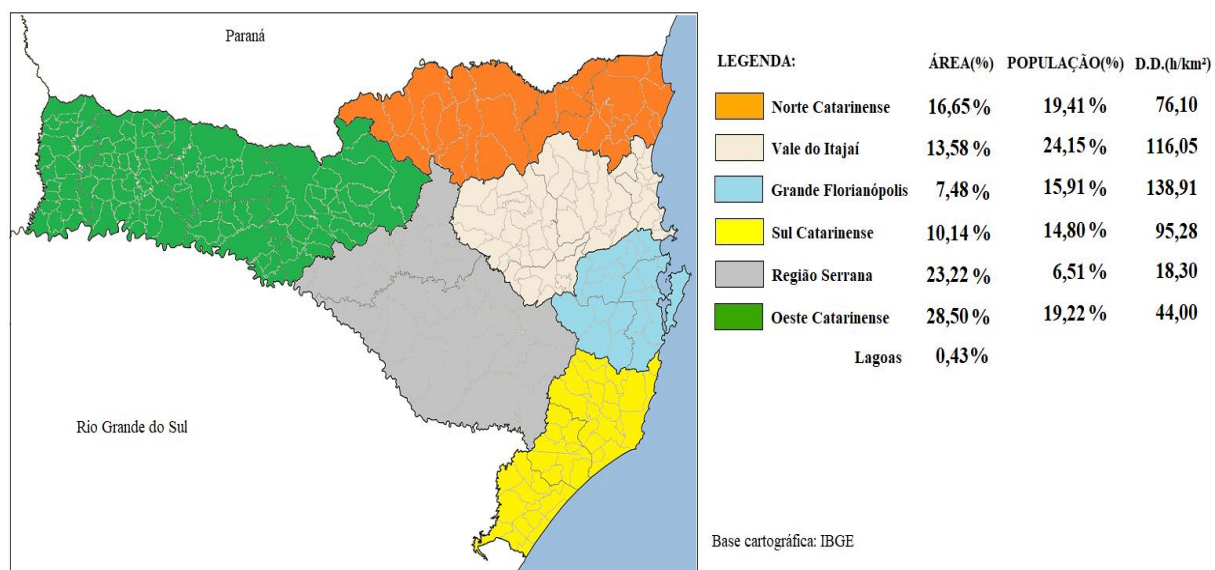 Paraná
Rio Grande do Sul
LEGENDA: ÁREA(%) POPULAÇÃO(%) D.D.(h/km²)
Norte Catarinense 16,65% 19,41% 76,10
Vale do Itajaí 13,58% 24,15% 116,05
Grande Florianópolis 7,48% 15,91% 138,91
Sul Catarinense 10,14% 14,80% 95,28
Região Serrana 23,22% 6,51% 18,30
Oeste Catarinense 28,50% 19,22% 44,00
Lagoas 0,43%
Base cartográfica: IBGE